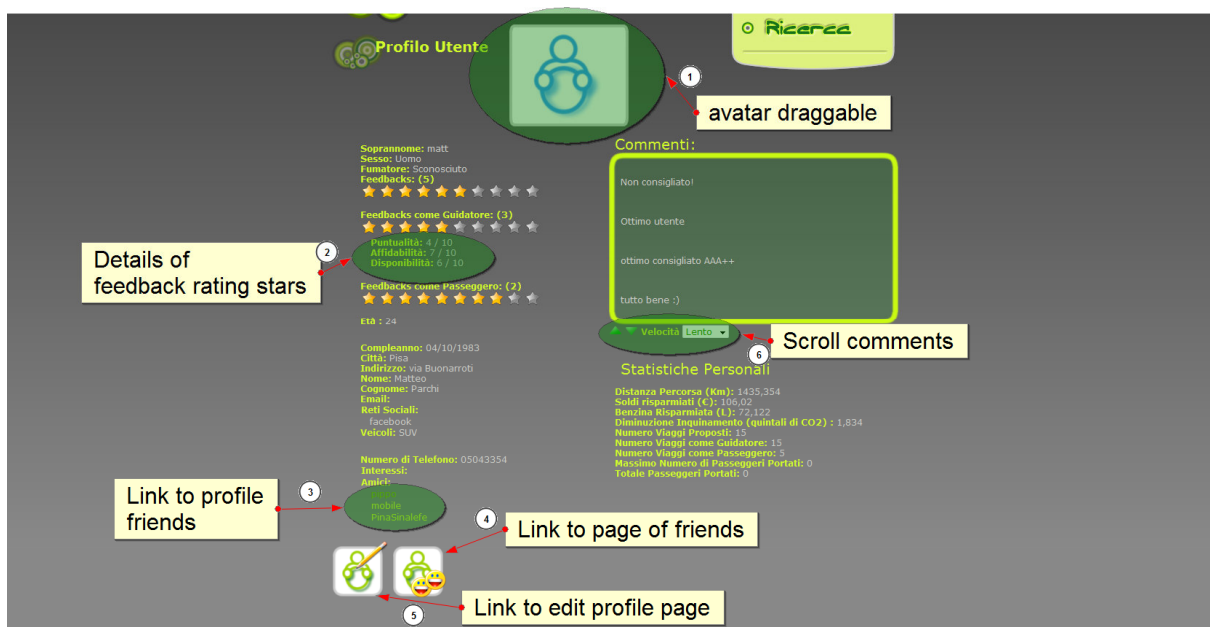 Ricerca
Profilo Utente
1
avatar draggable
Soprannome: matt
Sesso: Uomo
Fumatore: Sconosciuto
Feedbacks: (5)
Feedbacks come Guidatore: (3)
Puntualità: 4 / 10
Affidabilità: 7 / 10
Disponibilità: 6 / 10
2
Details of
feedback rating stars
Feedbacks come Passeggero: (2)
Età : 24
Compleanno: 04/10/1983
Città: Pisa
Indirizzo: via Buonarroti
Nome: Matteo
Cognome: Parchi
Email:
Reti Sociali:
facebook
Veicoli: SUV
Numero di Telefono: 05043354
Interessi:
Amici:
mobile
PinaSinalefe
3
Link to profile
friends
4
Link to page of friends
5
Link to edit profile page
Commenti:
Non consigliato!
Ottimo utente
ottimo consigliato AAA++
tutto bene :)
Velocità Lento
6
Scroll comments
Statistiche Personali
Distanza Percorsa (Km): 1435,354
Soldi risparmiati (€): 106,02
Benzina Risparmiata (L): 72,122
Diminuzione Inquinamento (quintali di CO2) : 1,834
Numero Viaggi Proposti: 15
Numero Viaggi come Guidatore: 15
Numero Viaggi come Passeggero: 5
Massimo Numero di Passeggeri Portati: 0
Totale Passeggeri Portati: 0